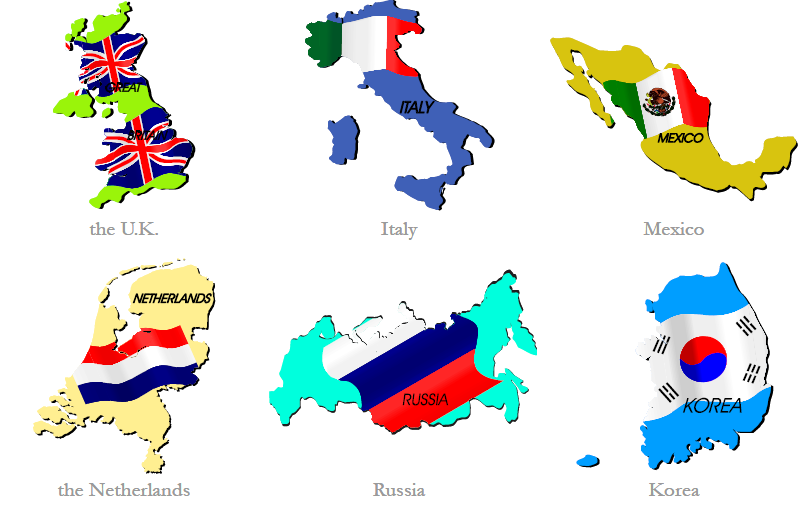 GREAT
BRITAIN
ITALY
MEXICO
the U.K.
Italy
Mexico
NETHERLANDS
RUSSIA
KOREA
the Netherlands
Russia
Korea